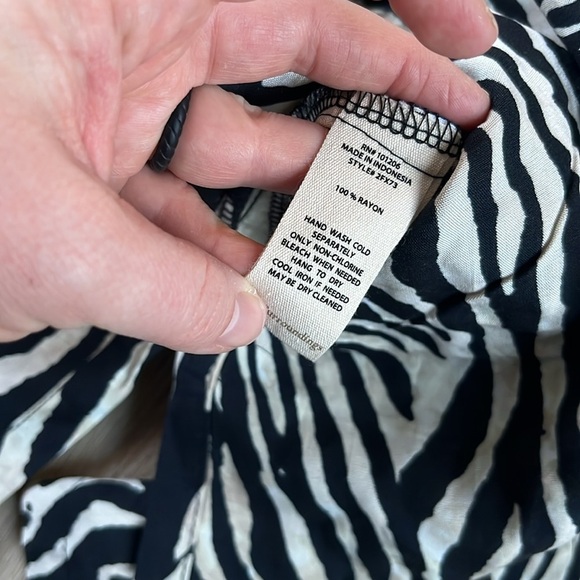 RN# 101206
MADE IN INDONESIA
STYLE# 2FX73
100 % RAYON
HAND WASH COLD
SEPARATELY
ONLY NON-CHLORINE
BLEACH WHEN NEEDED
HANG TO DRY
COOL IRON IF NEEDED
MAY BE DRY CLEANED